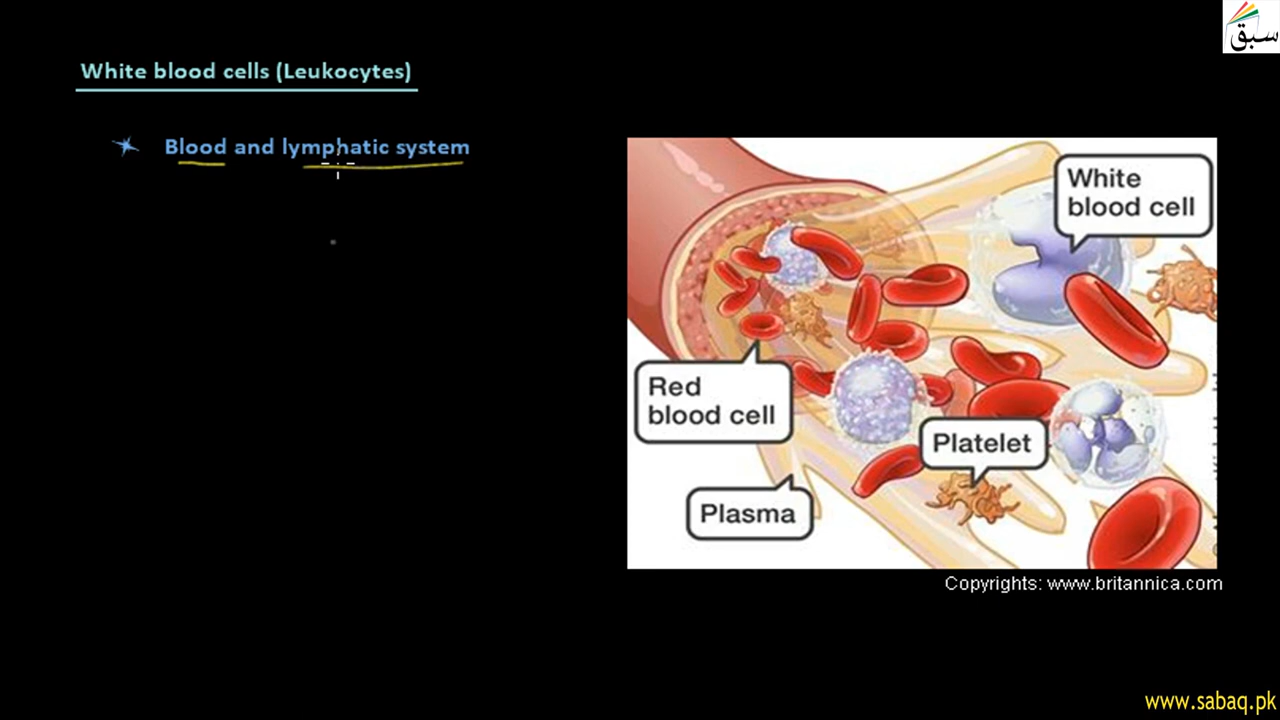 سبق
White blood cells (Leukocytes)
Blood and lymphatic system
White
blood cell
Red
blood cell
Platelet
Plasma
Copyrights: www.britannica.com
www.sabaq.pk